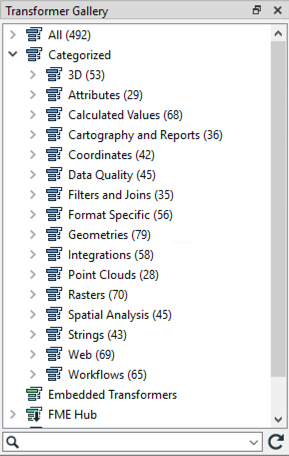 Transformer Gallery
All (492)
Categorized
3D (53)
Attributes (29)
Calculated Values (68)
Cartography and Reports (36)
Coordinates (42)
Data Quality (45)
Filters and Joins (35)
Format Specific (56)
Geometries (79)
Integrations (58)
Point Clouds (28)
Rasters (70)
Spatial Analysis (45)
Strings (43)
Web (69)
Workflows (65)
Embedded Transformers
FME Hub